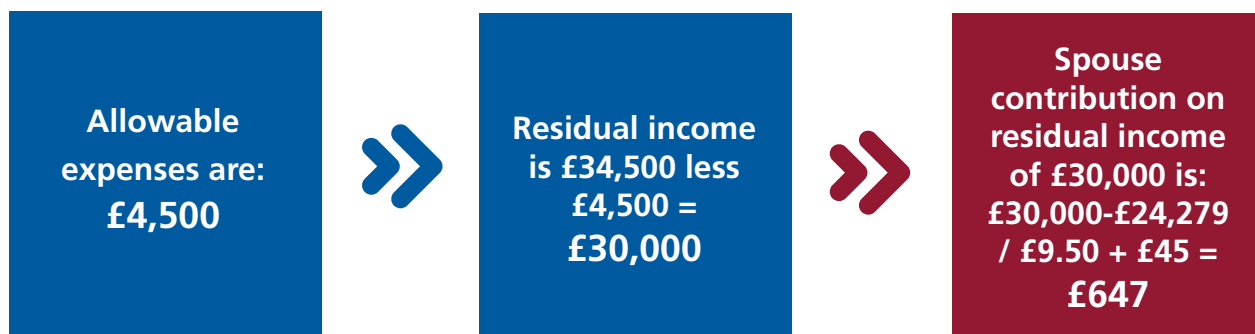 Allowable
expenses are:
£4,500
Residual income
is £34,500 less
£4,500 =
£30,000
Spouse
contribution on
residual income
of £30,000 is:
£30,000-£24,279
/ £9.50 + £45 =
£647